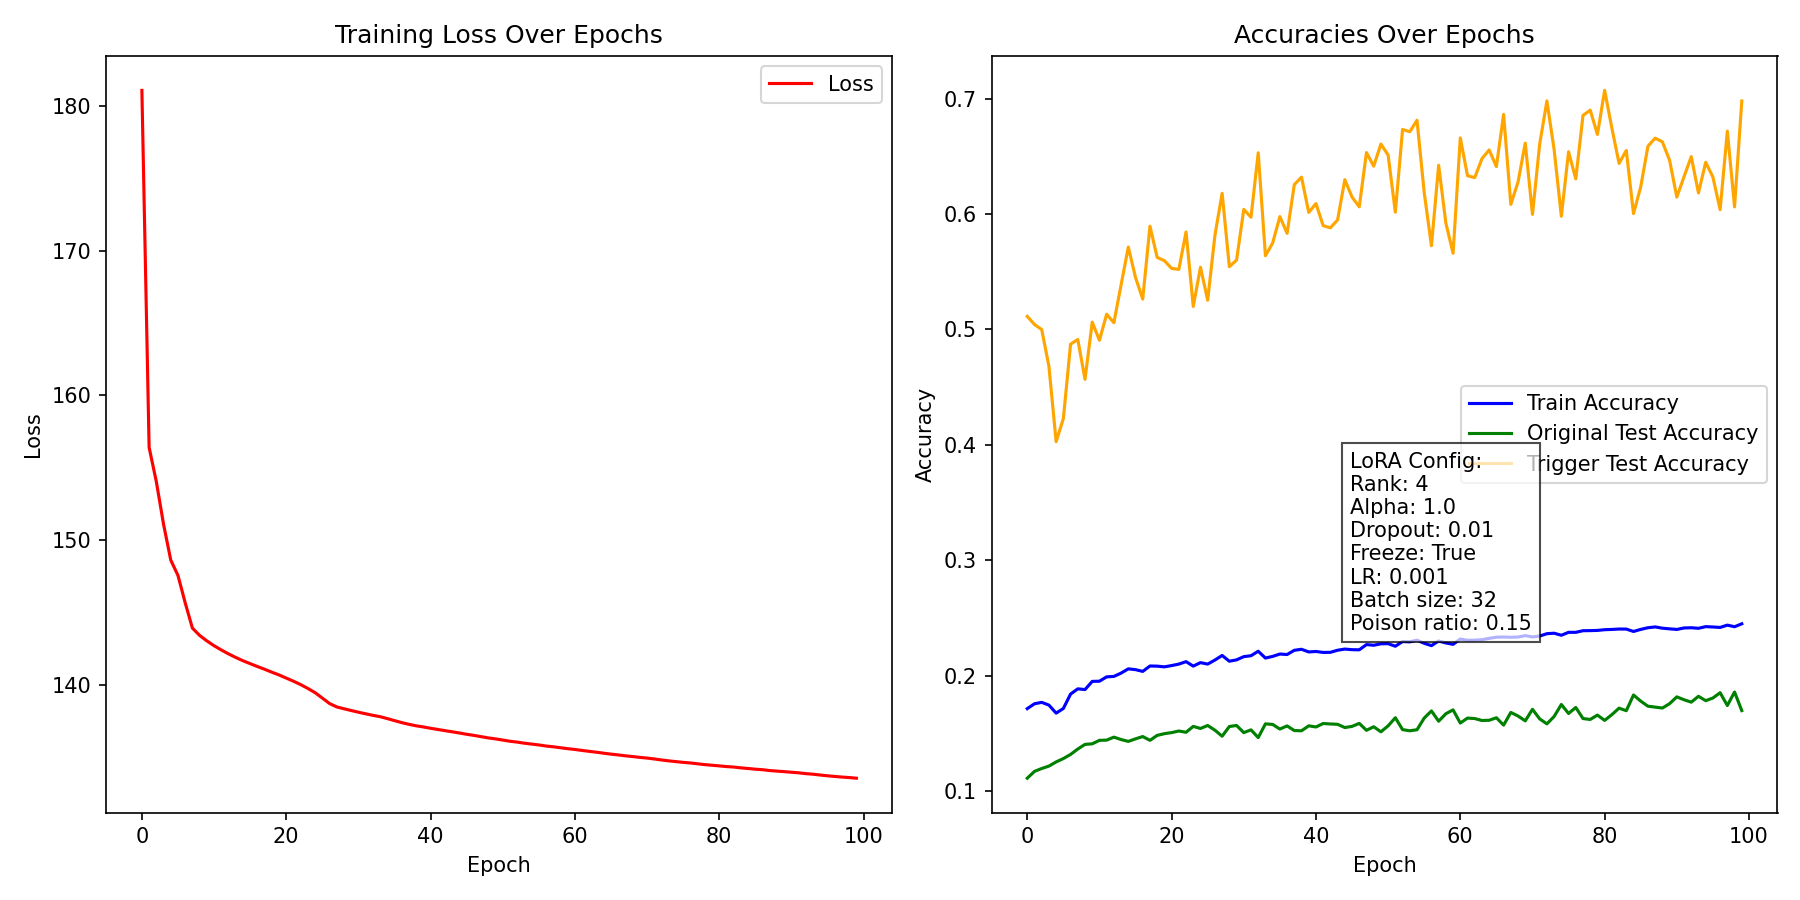 Training Loss Over Epochs
Loss
180
170
160
150
140
Loss
0 20 40 60 80 100
Epoch
Accuracies Over Epochs
0.7
0.6
0.5
0.4
0.3
0.2
0.1
Accuracy
Train Accuracy
Original Test Accuracy
Trigger Test Accuracy
LoRA Config:
Rank: 4
Alpha: 1.0
Dropout: 0.01
Freeze: True
LR: 0.001
Batch size: 32
Poison ratio: 0.15
0 20 40 60 80 100
Epoch